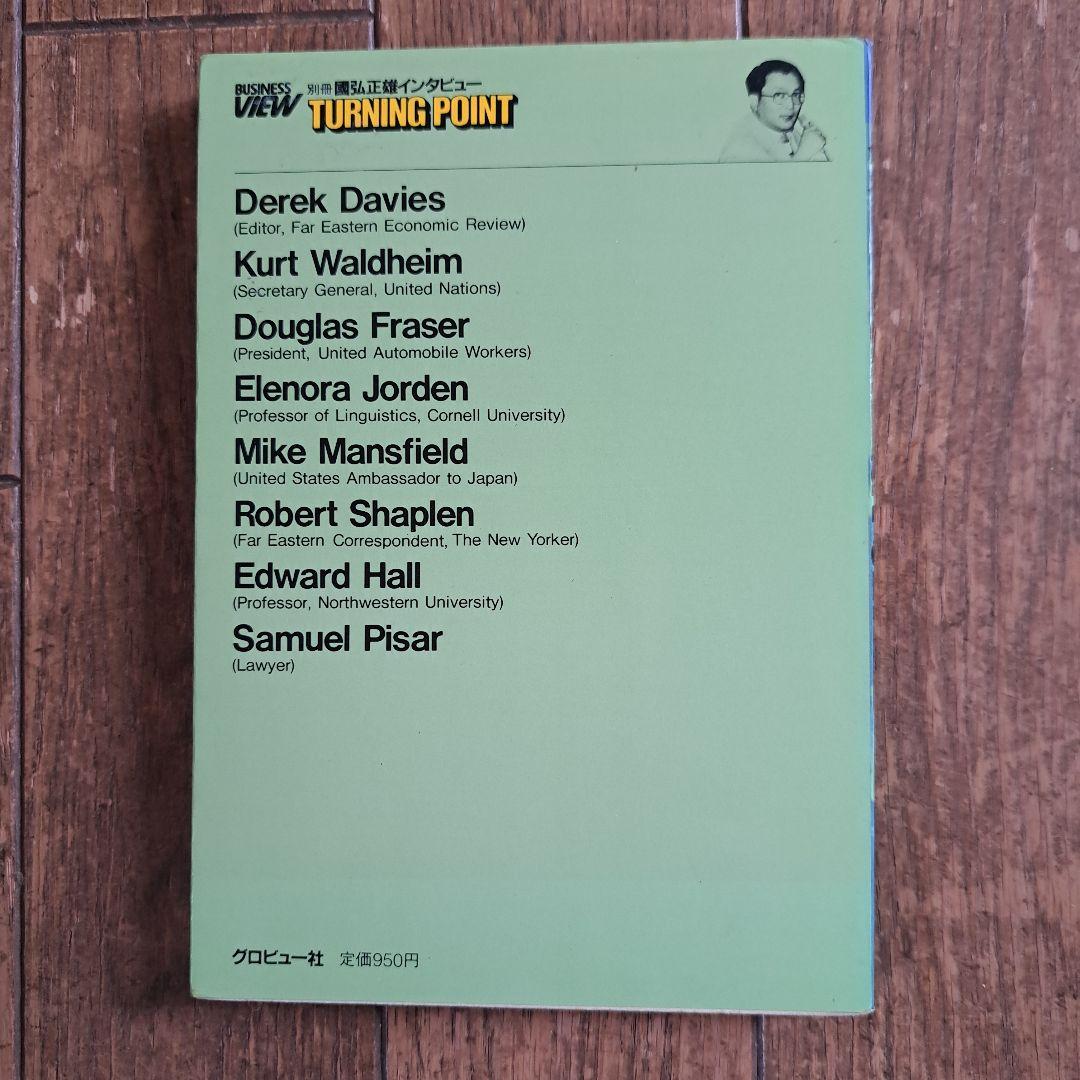 BUSINESS
VIEW
別冊 國弘正雄インタビュー
TURNING POINT
Derek Davies
(Editor, Far Eastern Economic Review)
Kurt Waldheim
(Secretary General, United Nations)
Douglas Fraser
(President, United Automobile Workers)
Elenora Jorden
(Professor of Linguistics, Cornell University)
Mike Mansfield
(United States Ambassador to Japan)
Robert Shaplen
(Far Eastern Correspondent, The New Yorker)
Edward Hall
(Professor, Northwestern University)
Samuel Pisar
(Lawyer)
グロビュー社 定価950円